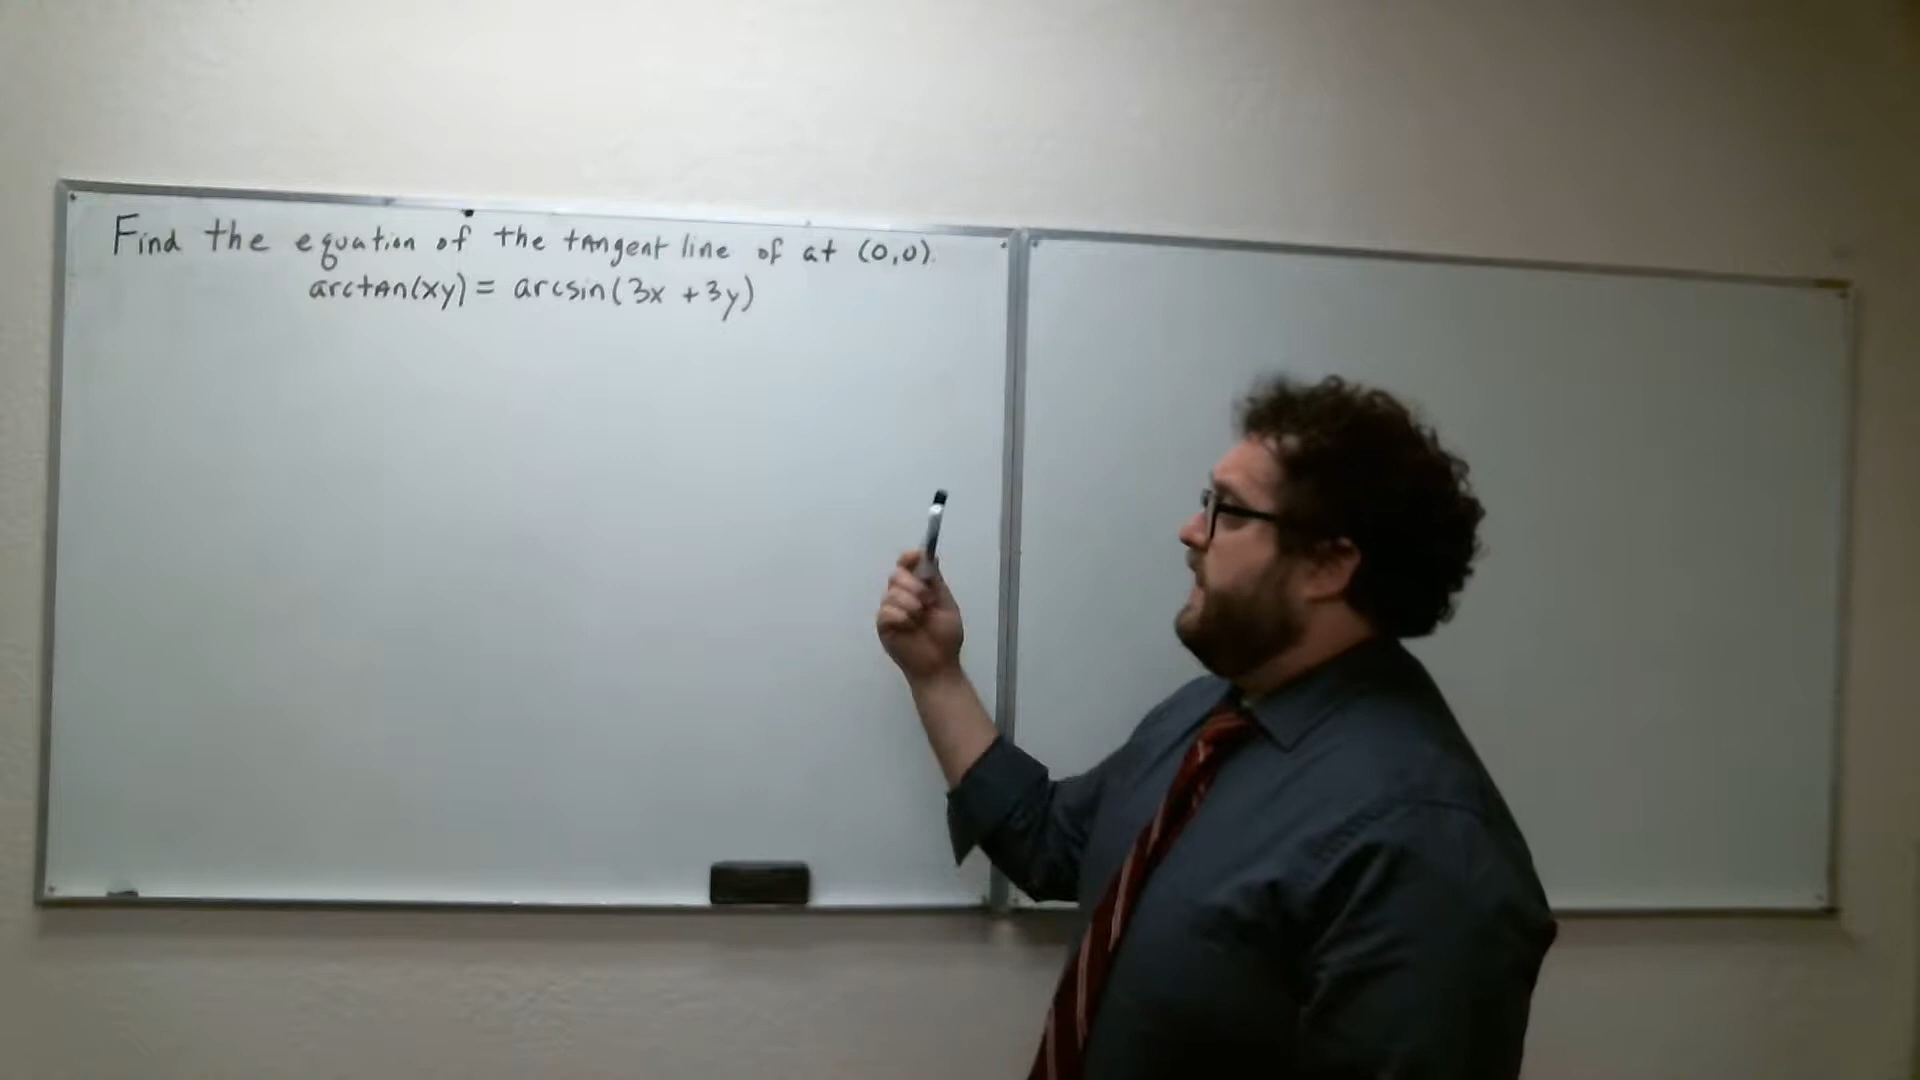 Find the equation of the tangent line of at (0,0).
arctan(xy) = arcsin(3x + 3y)